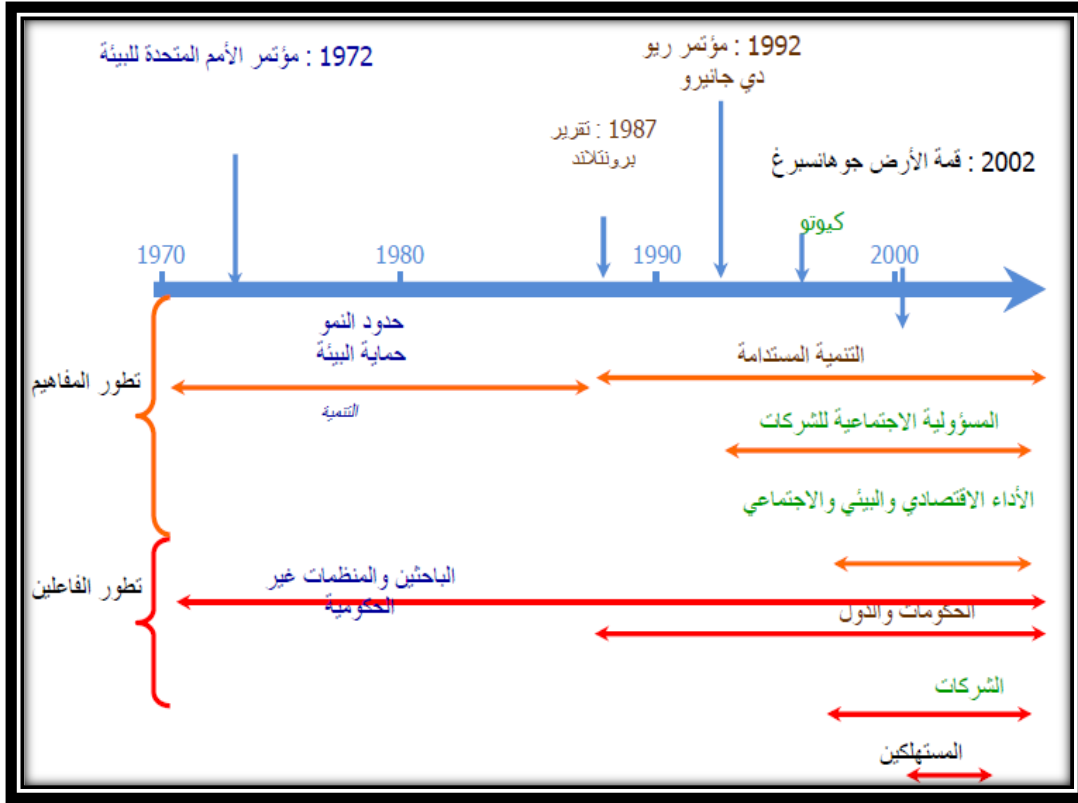 1972 : مؤتمر الأمم المتحدة للبيئة
1992 : مؤتمر ريو
دي جانيرو
1987 : تقرير
برونتلاند
2002 : قمة الأرض جوهانسبرغ
كيوتو
1970
1980
1990
2000
حدود النمو
حماية البيئة
التنمية
التنمية المستدامة
تطور المفاهيم
المسؤولية الاجتماعية للشركات
الأداء الاقتصادي والبيئي والاجتماعي
تطور الفاعلين
الباحثين والمنظمات غير
الحكومية
الحكومات والدول
الشركات
المستهلكين